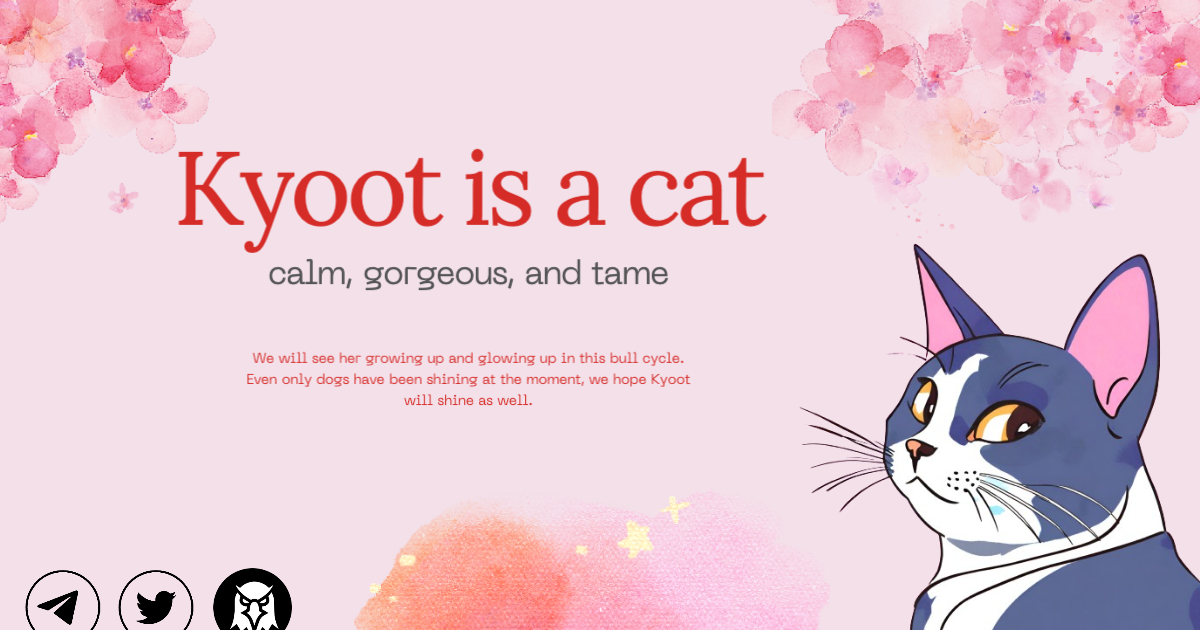 Kyoot is a cat
calm, gorgeous, and tame
We will see her growing up and glowing up in this bull cycle.
Even only dogs have been shining at the moment, we hope Kyoot
will shine as well.